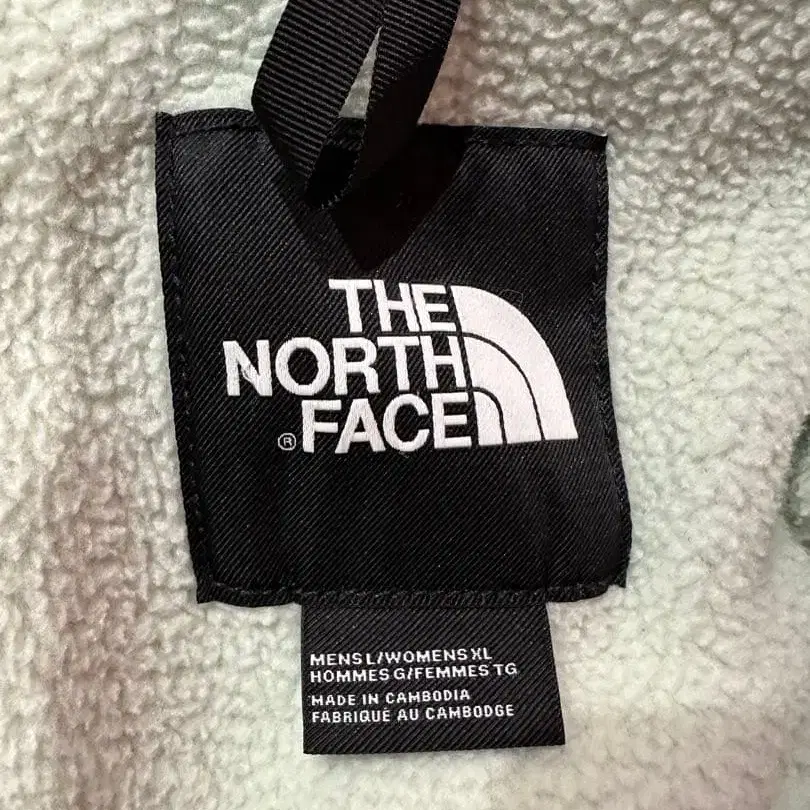 THE
NORTH
® FACE
MENS L/WOMENS XL
HOMMES G/FEMMES TG
MADE IN CAMBODIA
FABRIQUÉ AU CAMBODGE